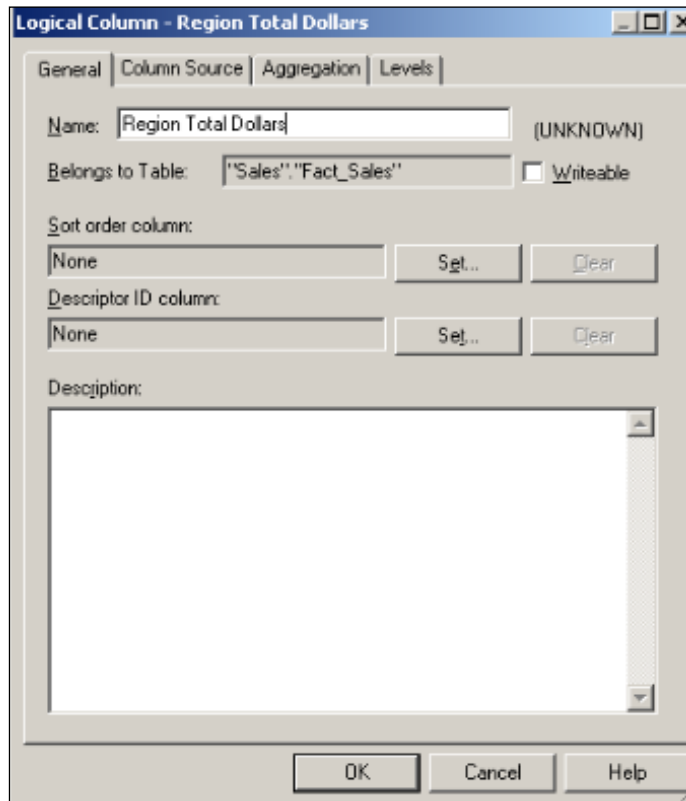 Logical Column - Region Total Dollars
General Column Source Aggregation Levels
Name: Region Total Dollars (UNKNOWN)
Belongs to Table: "Sales"."Fact_Sales" Writeable
Sort order column:
None Set... Clear
Descriptor ID column:
None Set... Clear
Description:
OK Cancel Help